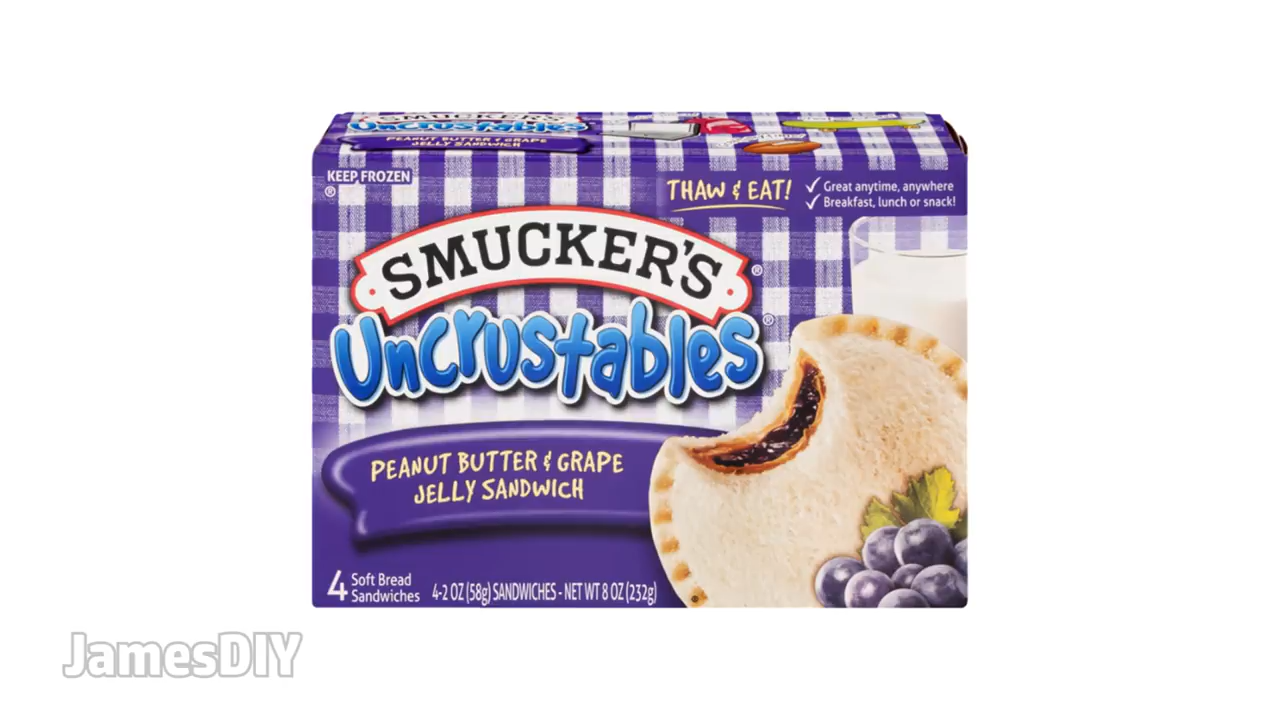 SMUCKER'S
Uncrustables
PEANUT BUTTER & GRAPE
JELLY SANDWICH
KEEP FROZEN
®
THAW & EAT!
✓ Great anytime, anywhere
✓ Breakfast, lunch or snack!
SMUCKER'S®
Uncrustables®
PEANUT BUTTER & GRAPE
JELLY SANDWICH
4 Soft Bread
Sandwiches
4-2 OZ (58g) SANDWICHES - NET WT 8 OZ (232g)
JamesDIY